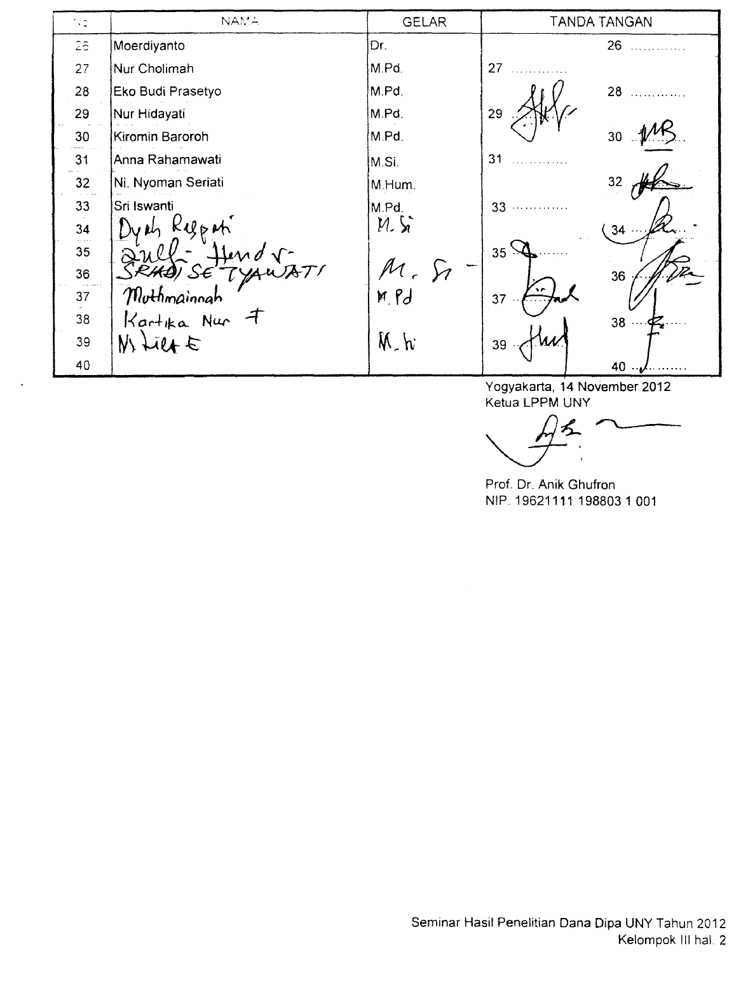 No NAMA GELAR TANDA TANGAN
26 Moerdiyanto Dr. 26 .............
27 Nur Cholimah M.Pd. 27 .............
28 Eko Budi Prasetyo M.Pd. 28 .............
29 Nur Hidayati M.Pd. 29
30 Kiromin Baroroh M.Pd. 30
31 Anna Rahamawati M.Si. 31 .............
32 Ni. Nyoman Seriati M.Hum. 32
33 Sri Iswanti M.Pd. 33 .............
34 Dyah Respati M.Si 34
35 35
36 SETYAWATI M. Si 36
37 Muthmainnah M.Pd 37
38 Kartika Nur F 38
39 39
40 40
Yogyakarta, 14 November 2012
Ketua LPPM UNY
Prof. Dr. Anik Ghufron
NIP. 19621111 198803 1 001
Seminar Hasil Penelitian Dana Dipa UNY Tahun 2012
Kelompok III hal. 2